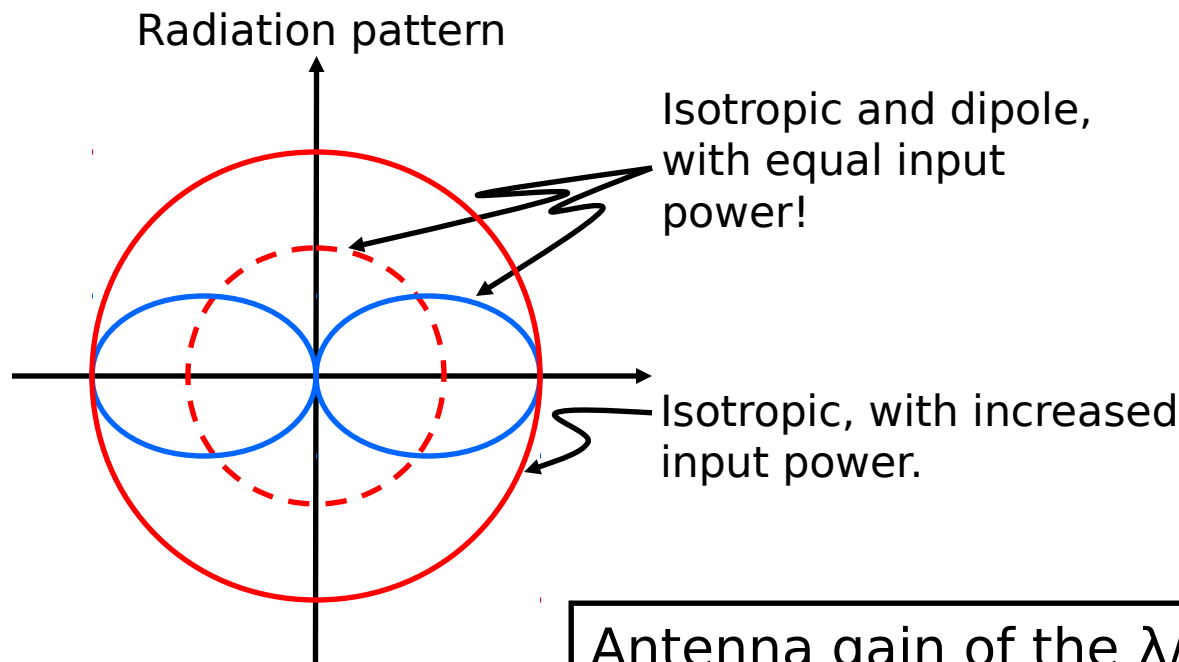 Radiation pattern
Isotropic and dipole,
with equal input
power!
Isotropic, with increased
input power.
Antenna gain of the λ/